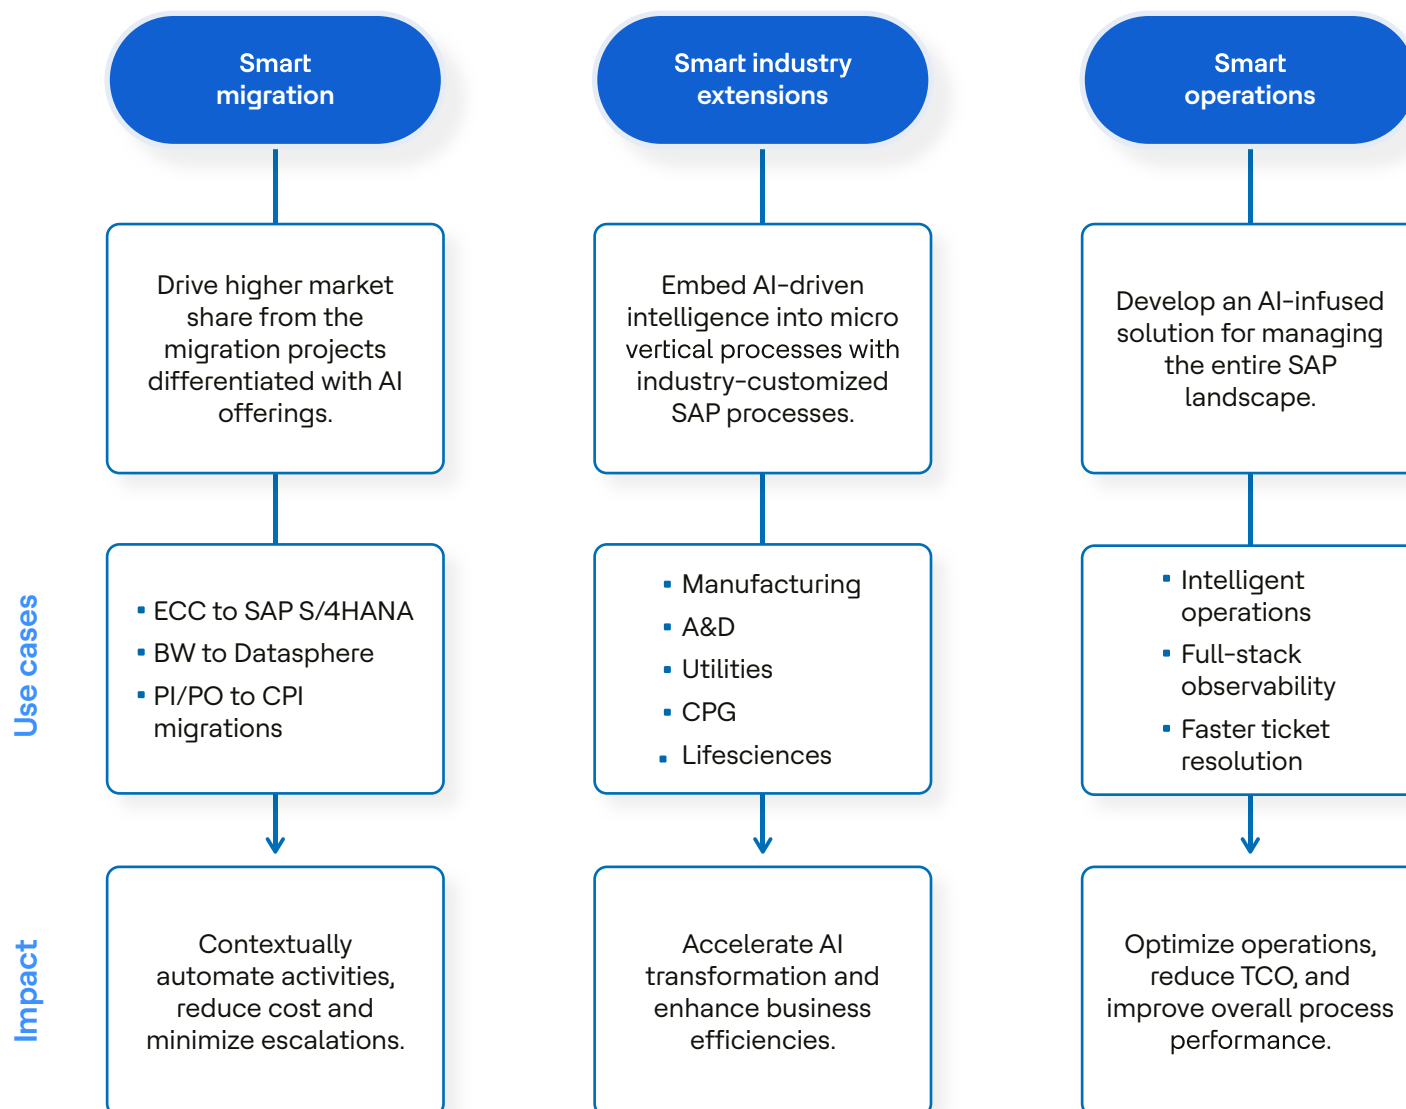 Smart
migration
Drive higher market
share from the
migration projects
differentiated with AI
offerings.
Use cases
ECC to SAP S/4HANA
BW to Datasphere
PI/PO to CPI
migrations
Impact
Contextually
automate activities,
reduce cost and
minimize escalations.
Smart industry
extensions
Embed AI-driven
intelligence into micro
vertical processes with
industry-customized
SAP processes.
Manufacturing
A&D
Utilities
CPG
Lifesciences
Accelerate AI
transformation and
enhance business
efficiencies.
Smart
operations
Develop an AI-infused
solution for managing
the entire SAP
landscape.
Intelligent
operations
Full-stack
observability
Faster ticket
resolution
Optimize operations,
reduce TCO, and
improve overall process
performance.